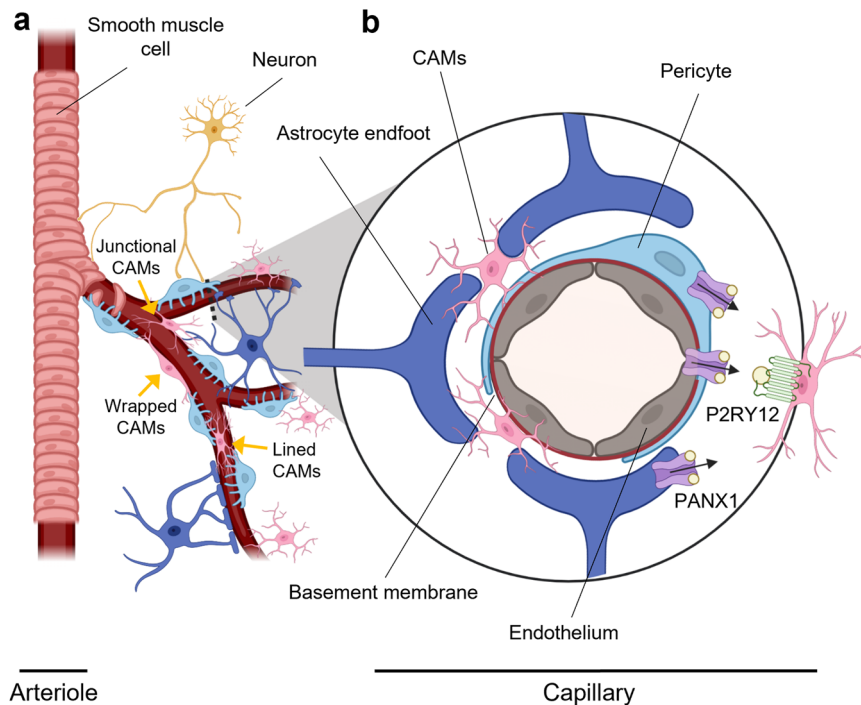 a
Smooth muscle
cell
Neuron
Junctional
CAMs
Wrapped
CAMs
Lined
CAMs
Arteriole
b
CAMs
Pericyte
Astrocyte endfoot
P2RY12
PANX1
Basement membrane
Endothelium
Capillary